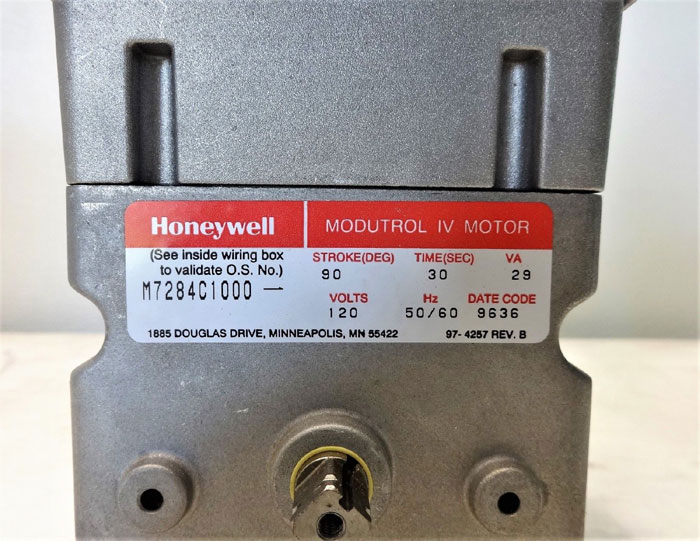 Honeywell MODUTROL IV MOTOR
(See inside wiring box
to validate O.S. No.)
M7284C1000 —
STROKE(DEG) TIME(SEC) VA
90 30 29
VOLTS Hz DATE CODE
120 50/60 9636
1885 DOUGLAS DRIVE, MINNEAPOLIS, MN 55422 97-4257 REV. B